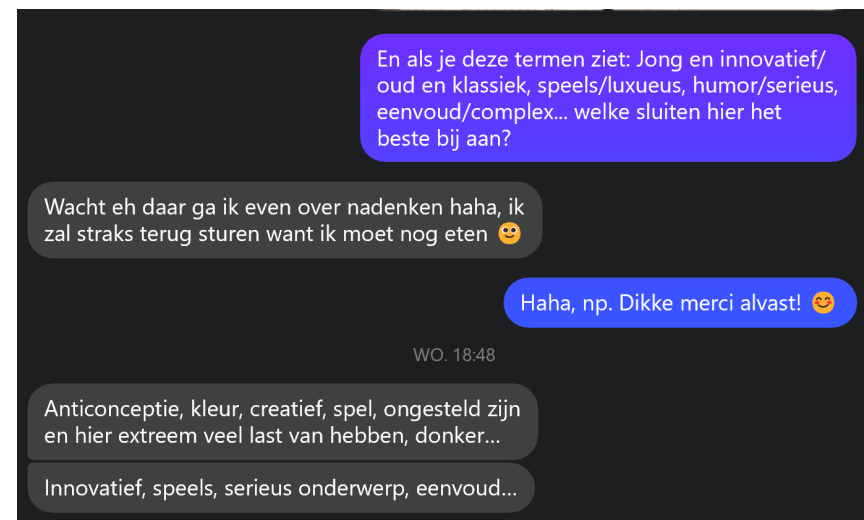 En als je deze termen ziet: Jong en innovatief/
oud en klassiek, speels/luxueus, humor/serieus,
eenvoud/complex... welke sluiten hier het
beste bij aan?
Wacht eh daar ga ik even over nadenken haha, ik
zal straks terug sturen want ik moet nog eten 🙂
Haha, np. Dikke merci alvast! 😊
WO. 18:48
Anticonceptie, kleur, creatief, spel, ongesteld zijn
en hier extreem veel last van hebben, donker...
Innovatief, speels, serieus onderwerp, eenvoud...